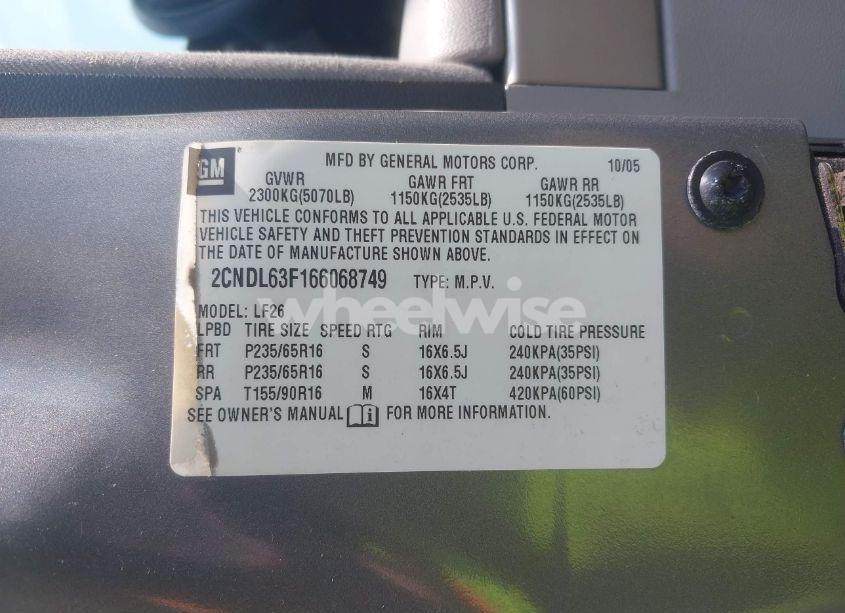 GM
MFD BY GENERAL MOTORS CORP. 10/05
GVWR GAWR FRT GAWR RR
2300KG(5070LB) 1150KG(2535LB) 1150KG(2535LB)
THIS VEHICLE CONFORMS TO ALL APPLICABLE U.S. FEDERAL MOTOR
VEHICLE SAFETY AND THEFT PREVENTION STANDARDS IN EFFECT ON
THE DATE OF MANUFACTURE SHOWN ABOVE.
2CNDL63F166068749 TYPE: M.P.V.
wheelwise
MODEL: LF26
LPBD TIRE SIZE SPEED RTG RIM COLD TIRE PRESSURE
FRT P235/65R16 S 16X6.5J 240KPA(35PSI)
RR P235/65R16 S 16X6.5J 240KPA(35PSI)
SPA T155/90R16 M 16X4T 420KPA(60PSI)
SEE OWNER'S MANUAL FOR MORE INFORMATION.